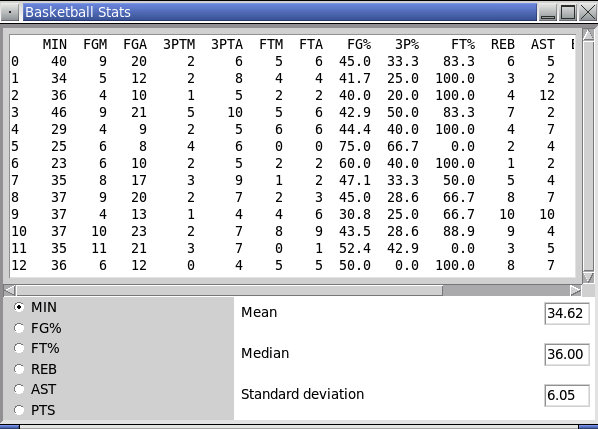 Basketball Stats
MIN FGM FGA 3PTM 3PTA FTM FTA FG% 3P% FT% REB AST
0 40 9 20 2 6 5 6 45.0 33.3 83.3 6 5
1 34 5 12 2 8 4 4 41.7 25.0 100.0 3 2
2 36 4 10 1 5 2 2 40.0 20.0 100.0 4 12
3 46 9 21 5 10 5 6 42.9 50.0 83.3 7 2
4 29 4 9 2 5 6 6 44.4 40.0 100.0 4 7
5 25 6 8 4 6 0 0 75.0 66.7 0.0 2 4
6 23 6 10 2 5 2 2 60.0 40.0 100.0 1 2
7 35 8 17 3 9 1 2 47.1 33.3 50.0 5 4
8 37 9 20 2 7 2 3 45.0 28.6 66.7 8 7
9 37 4 13 1 4 4 6 30.8 25.0 66.7 10 10
10 37 10 23 2 7 8 9 43.5 28.6 88.9 9 4
11 35 11 21 3 7 0 1 52.4 42.9 0.0 3 5
12 36 6 12 0 4 5 5 50.0 0.0 100.0 8 7
MIN
FG%
FT%
REB
AST
PTS
Mean 34.62
Median 36.00
Standard deviation 6.05